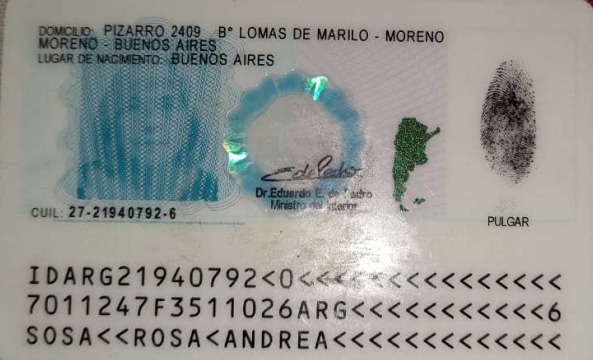 DOMICILIO: PIZARRO 2409 B° LOMAS DE MARILO - MORENO
MORENO - BUENOS AIRES
LUGAR DE NACIMIENTO: BUENOS AIRES
Dr. Eduardo E. de Pedro
Ministro del Interior
CUIL: 27-21940792-6
PULGAR
IDARG21940792<0<<<<<<<<<<<<<<<
7011247F3511026ARG<<<<<<<<<<<6
SOSA<<ROSA<ANDREA<<<<<<<<<<<<<